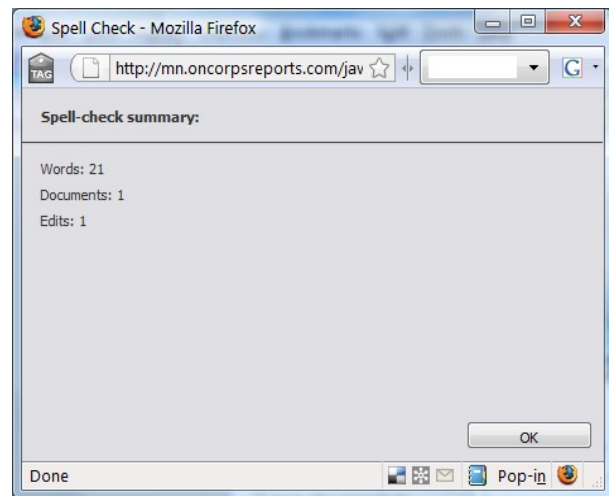 Spell Check - Mozilla Firefox
TAG http://mn.oncorpsreports.com/jav G
Spell-check summary:
Words: 21
Documents: 1
Edits: 1
OK
Done Pop-in